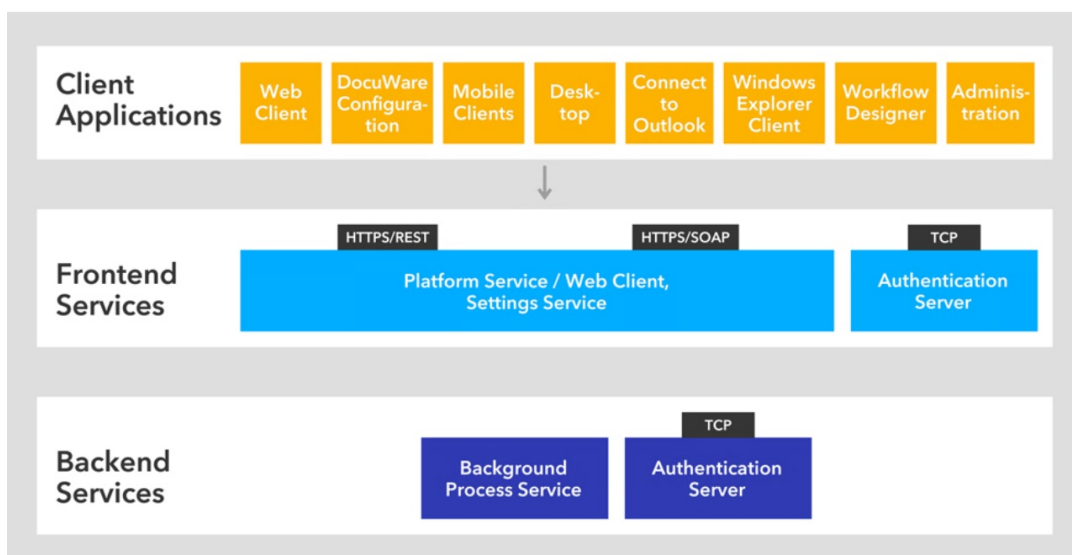 Client
Applications
Web
Client
DocuWare
Configura-
tion
Mobile
Clients
Desk-
top
Connect
to
Outlook
Windows
Explorer
Client
Workflow
Designer
Adminis-
tration
Frontend
Services
HTTPS/REST
HTTPS/SOAP
Platform Service / Web Client,
Settings Service
TCP
Authentication
Server
Backend
Services
Background
Process Service
TCP
Authentication
Server